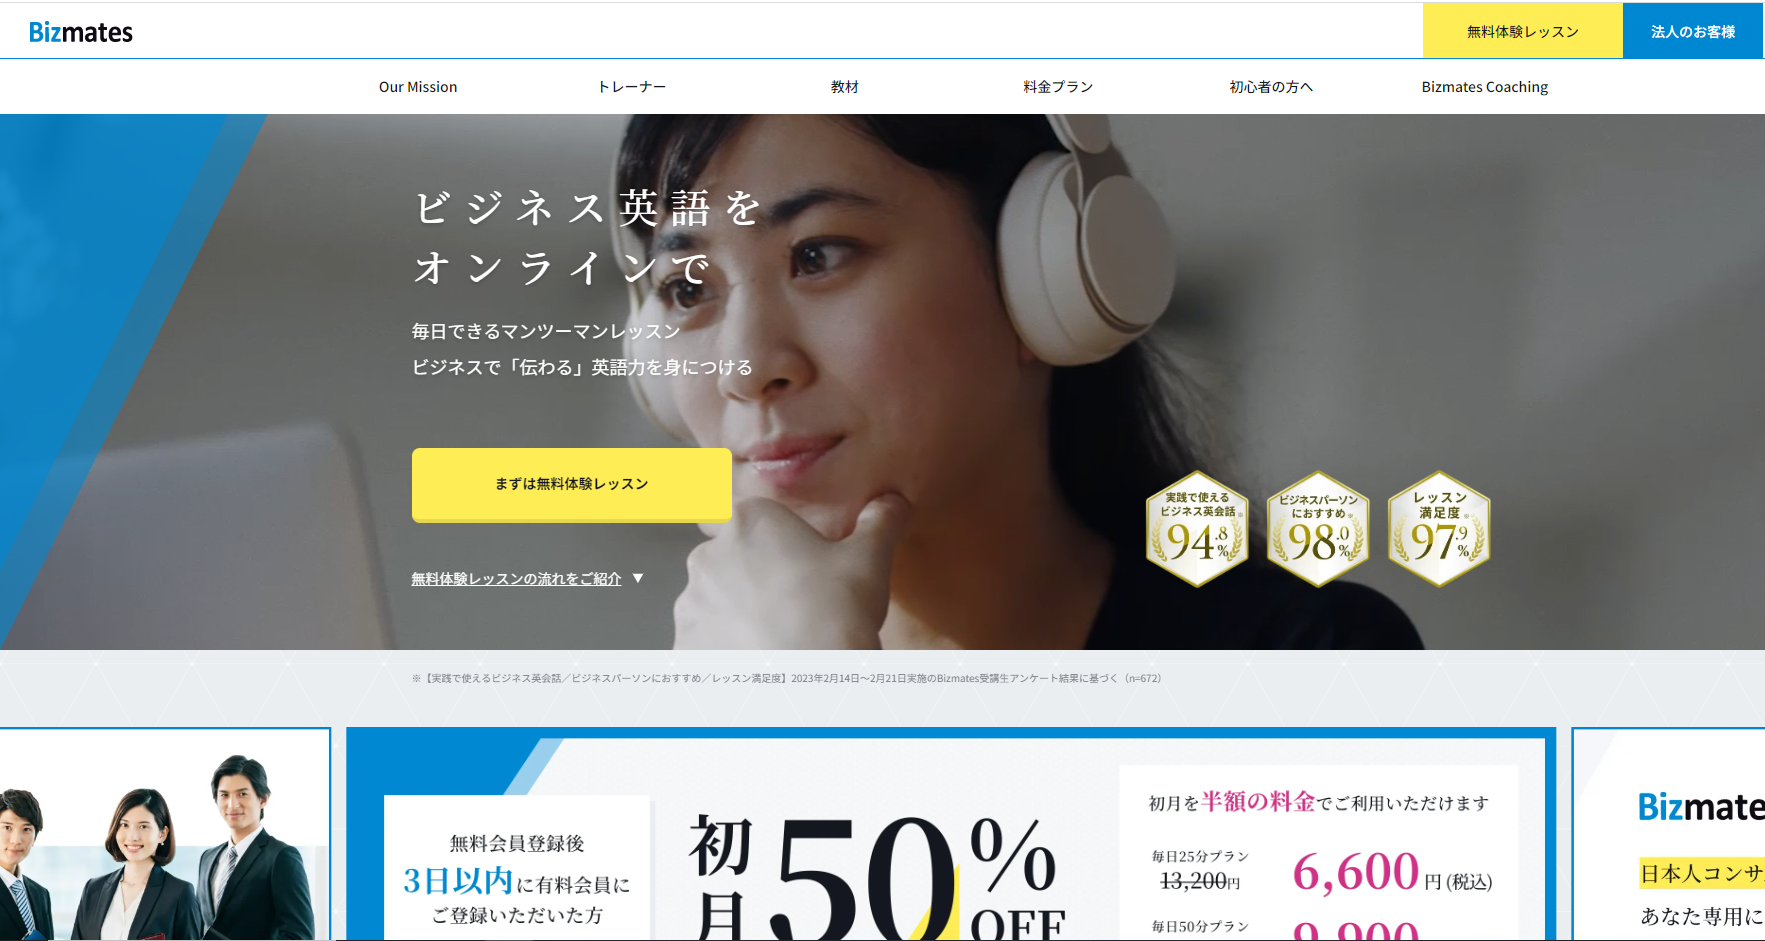 Bizmates
無料体験レッスン
法人のお客様
Our Mission
トレーナー
教材
料金プラン
初心者の方へ
Bizmates Coaching
ビジネス英語を
オンラインで
毎日できるマンツーマンレッスン
ビジネスで「伝わる」英語力を身につける
まずは無料体験レッスン
無料体験レッスンの流れをご紹介 ▼
実践で使える
ビジネス英会話※
94.8%
ビジネスパーソン
におすすめ※
98.0%
レッスン
満足度※
97.9%
※【実践で使えるビジネス英会話／ビジネスパーソンにおすすめ／レッスン満足度】2023年2月14日〜2月21日実施のBizmates受講生アンケート結果に基づく（n=672）
無料会員登録後
3日以内に有料会員に
ご登録いただいた方
初月
50%
OFF
初月を半額の料金でご利用いただけます
毎日25分プラン
13,200円
6,600円(税込)
毎日50分プラン
9,900
Bizmate
日本人コンサ
あなた専用に